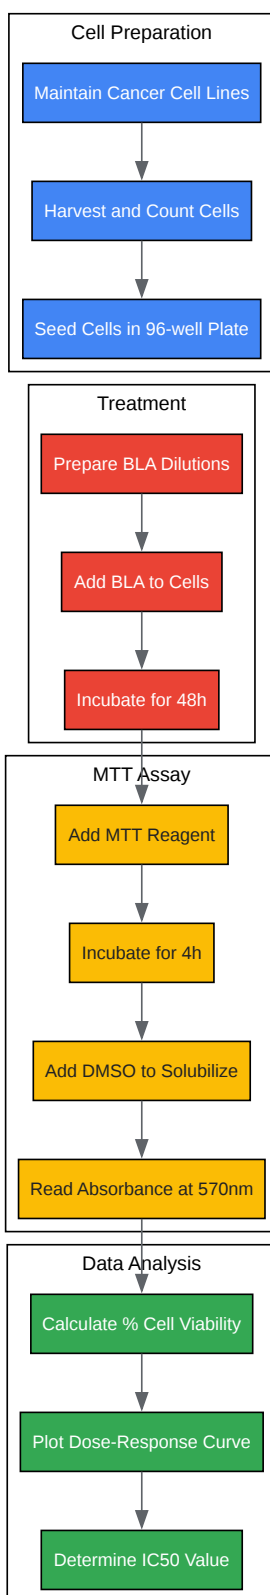 Cell Preparation
Maintain Cancer Cell Lines
Harvest and Count Cells
Seed Cells in 96-well Plate
Treatment
Prepare BLA Dilutions
Add BLA to Cells
Incubate for 48h
MTT Assay
Add MTT Reagent
Incubate for 4h
Add DMSO to Solubilize
Read Absorbance at 570nm
Data Analysis
Calculate % Cell Viability
Plot Dose-Response Curve
Determine IC50 Value